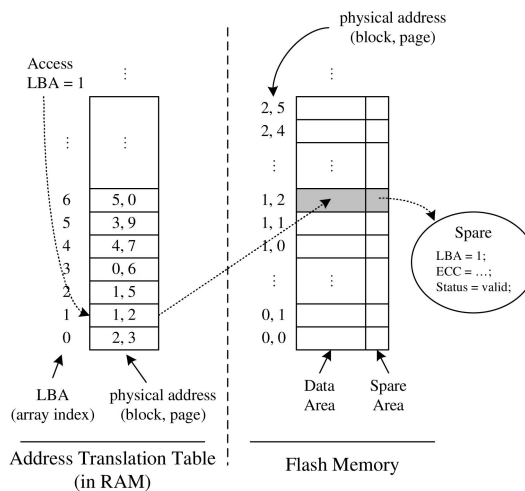 Access
LBA = 1
⋮
⋮
⋮
6
5, 0
5
3, 9
4
4, 7
3
0, 6
2
1, 5
1
1, 2
0
2, 3
LBA
(array index)
physical address
(block, page)
Address Translation Table
(in RAM)
physical address
(block, page)
⋮
2, 5
2, 4
⋮
⋮
1, 2
1, 1
1, 0
⋮
⋮
0, 1
0, 0
Spare
LBA = 1;
ECC = …;
Status = valid;
Data
Area
Spare
Area
Flash Memory